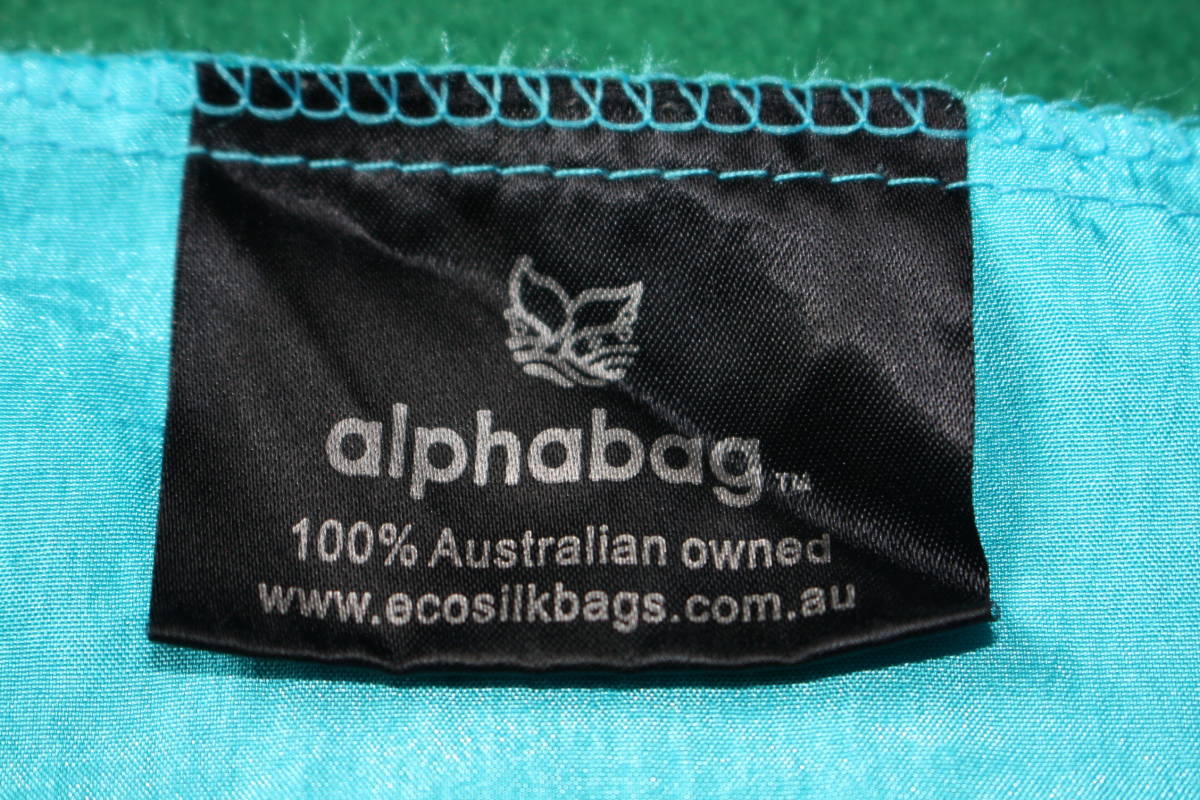 alphabag™
100% Australian owned
www.ecosilkbags.com.au